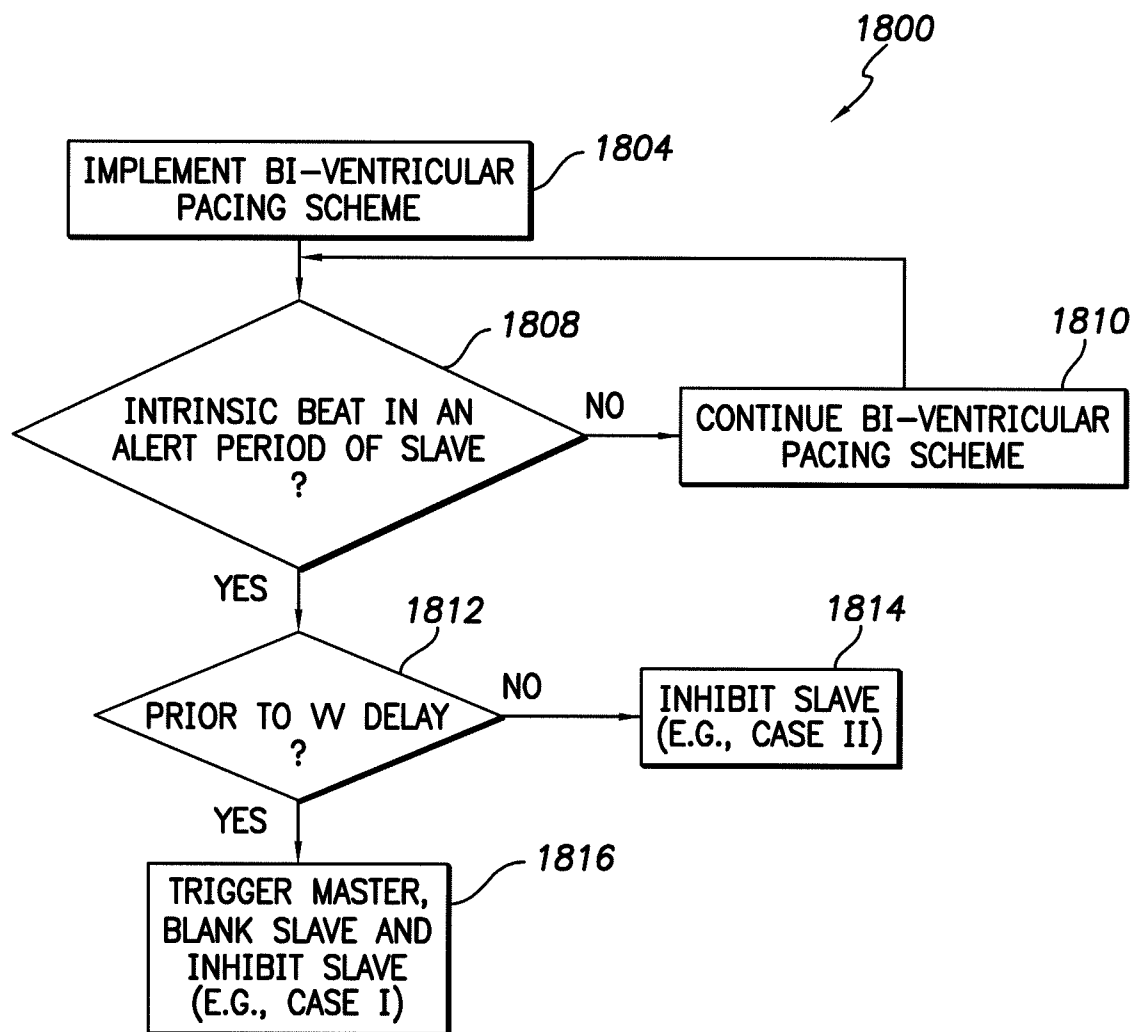 1800
IMPLEMENT BI-VENTRICULAR
PACING SCHEME
1804
1808
INTRINSIC BEAT IN AN
ALERT PERIOD OF SLAVE
?
NO
1810
CONTINUE BI-VENTRICULAR
PACING SCHEME
YES
1812
PRIOR TO VV DELAY
?
NO
1814
INHIBIT SLAVE
(E.G., CASE II)
YES
1816
TRIGGER MASTER,
BLANK SLAVE AND
INHIBIT SLAVE
(E.G., CASE I)